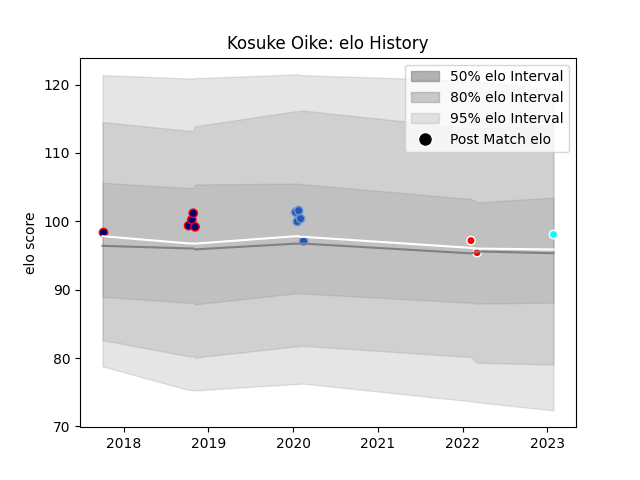 Kosuke Oike: elo History
50% elo Interval
80% elo Interval
95% elo Interval
Post Match elo
elo score
120
110
100
90
80
70
2018 2019 2020 2021 2022 2023